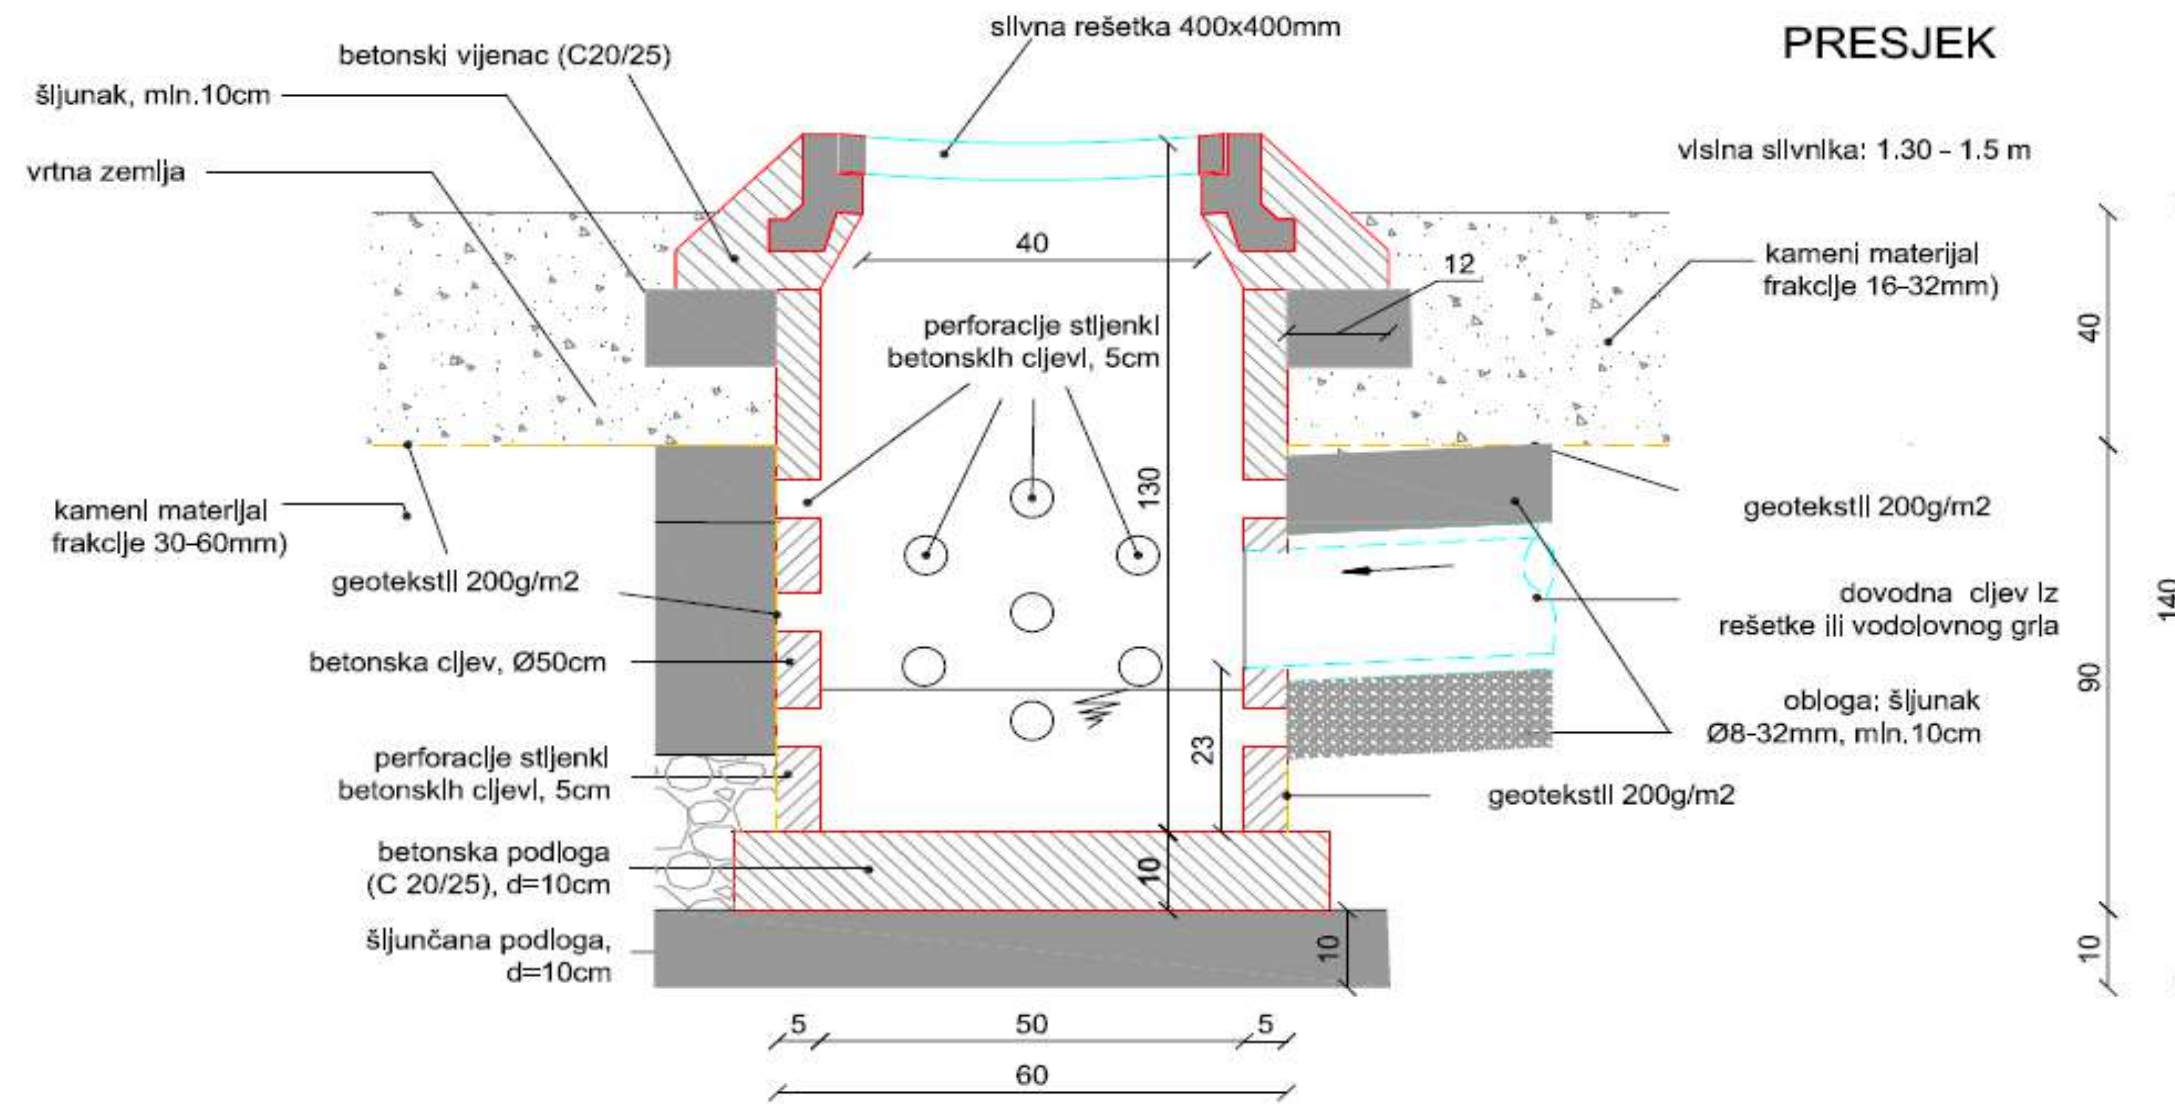 slivna rešetka 400x400mm
PRESJEK
betonski vijenac (C20/25)
šljunak, min.10cm
visina slivnika: 1.30 - 1.5 m
vrtna zemlja
40
12
kameni materijal
frakcije 16-32mm)
perforacije stijenki
betonskih cijevi, 5cm
40
130
kameni materijal
frakcije 30-60mm)
geotekstil 200g/m2
geotekstil 200g/m2
dovodna cijev iz
rešetke ili vodolovnog grla
140
betonska cijev, Ø50cm
90
obloga: šljunak
Ø8-32mm, min.10cm
23
perforacije stijenki
betonskih cijevi, 5cm
geotekstil 200g/m2
betonska podloga
(C 20/25), d=10cm
10
šljunčana podloga,
d=10cm
10
10
5
50
5
60